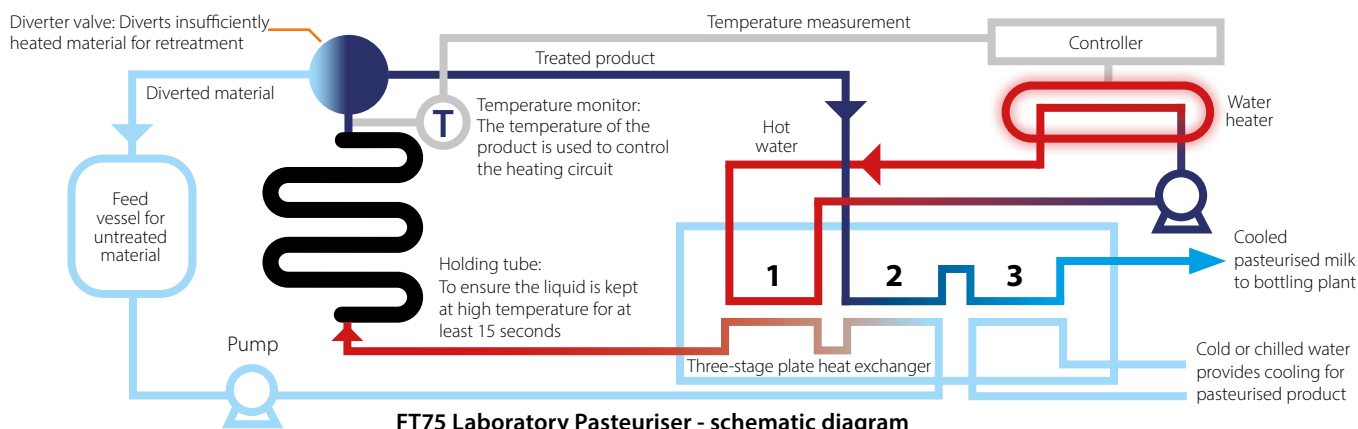 Diverter valve: Diverts insufficiently
heated material for retreatment
Temperature measurement
Controller
Treated product
Diverted material
T
Temperature monitor:
The temperature of the
product is used to control
the heating circuit
Hot
water
Water
heater
Feed
vessel for
untreated
material
Holding tube:
To ensure the liquid is kept
at high temperature for at
least 15 seconds
1
2
3
Cooled
pasteurised milk
to bottling plant
Pump
Three-stage plate heat exchanger
Cold or chilled water
provides cooling for
pasteurised product
FT75 Laboratory Pasteuriser - schematic diagram